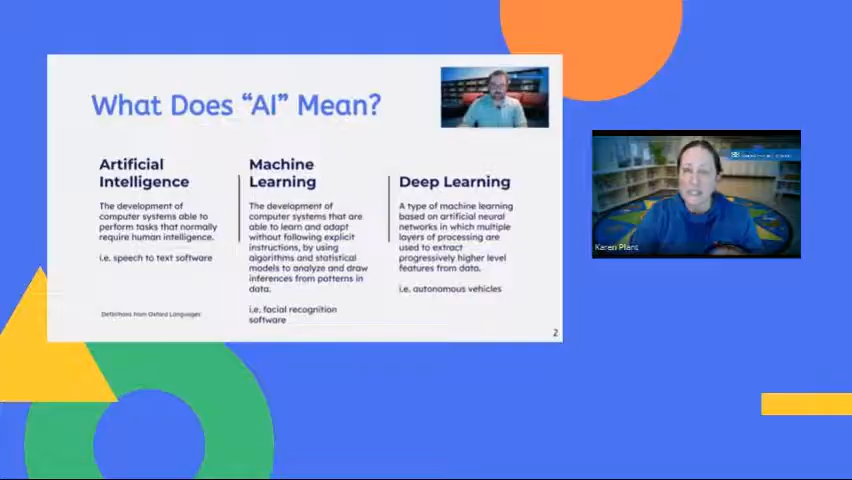 What Does “AI” Mean?
Artificial
Intelligence
The development of
computer systems able to
perform tasks that normally
require human intelligence.
i.e. speech to text software
Machine
Learning
The development of
computer systems that are
able to learn and adapt
without following explicit
instructions, by using
algorithms and statistical
models to analyze and draw
inferences from patterns in
data.
i.e. facial recognition
software
Deep Learning
A type of machine learning
based on artificial neural
networks in which multiple
layers of processing are
used to extract
progressively higher level
features from data.
i.e. autonomous vehicles
Definitions from Oxford Languages
2
Karen Plant